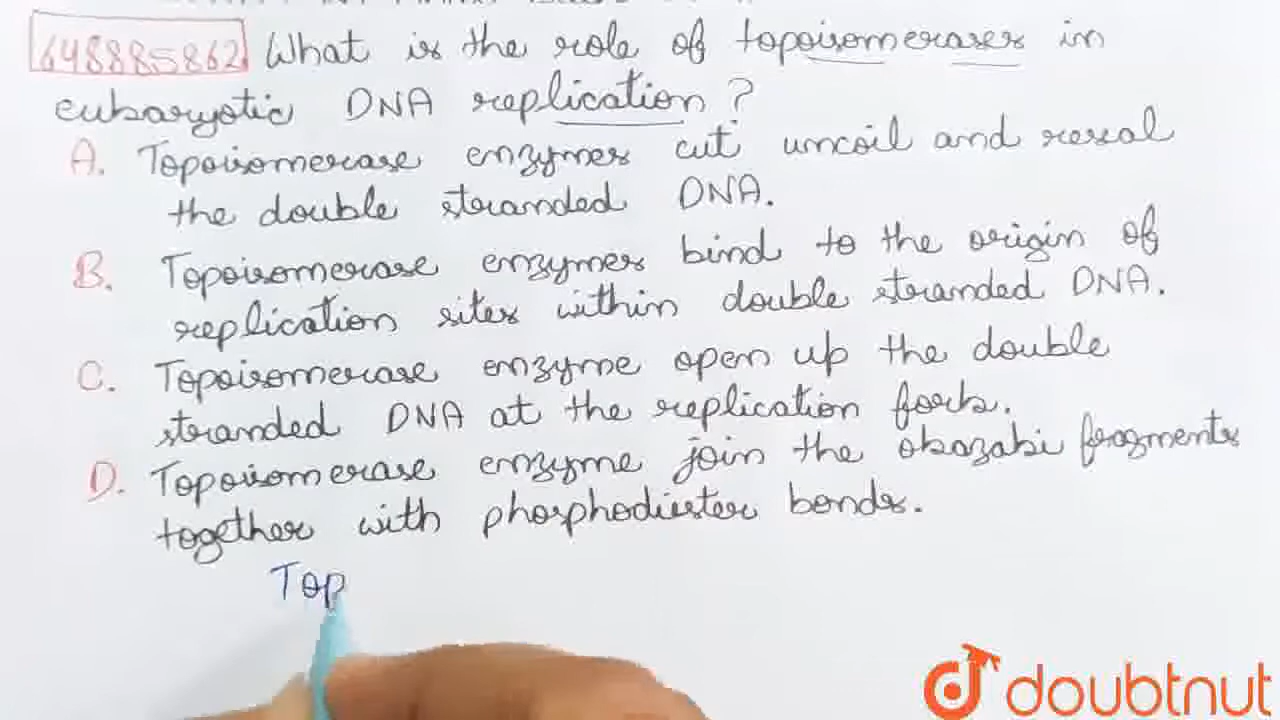 648885862 What is the role of topoisomerases in
eukaryotic DNA replication?
A. Topoisomerase enzymes cut uncoil and reseal
the double stranded DNA.
B. Topoisomerase enzymes bind to the origin of
replication sites within double stranded DNA.
C. Topoisomerase enzyme open up the double
stranded DNA at the replication fork.
D. Topoisomerase enzyme join the okazaki fragments
together with phosphodiester bonds.
Top
doubtnut